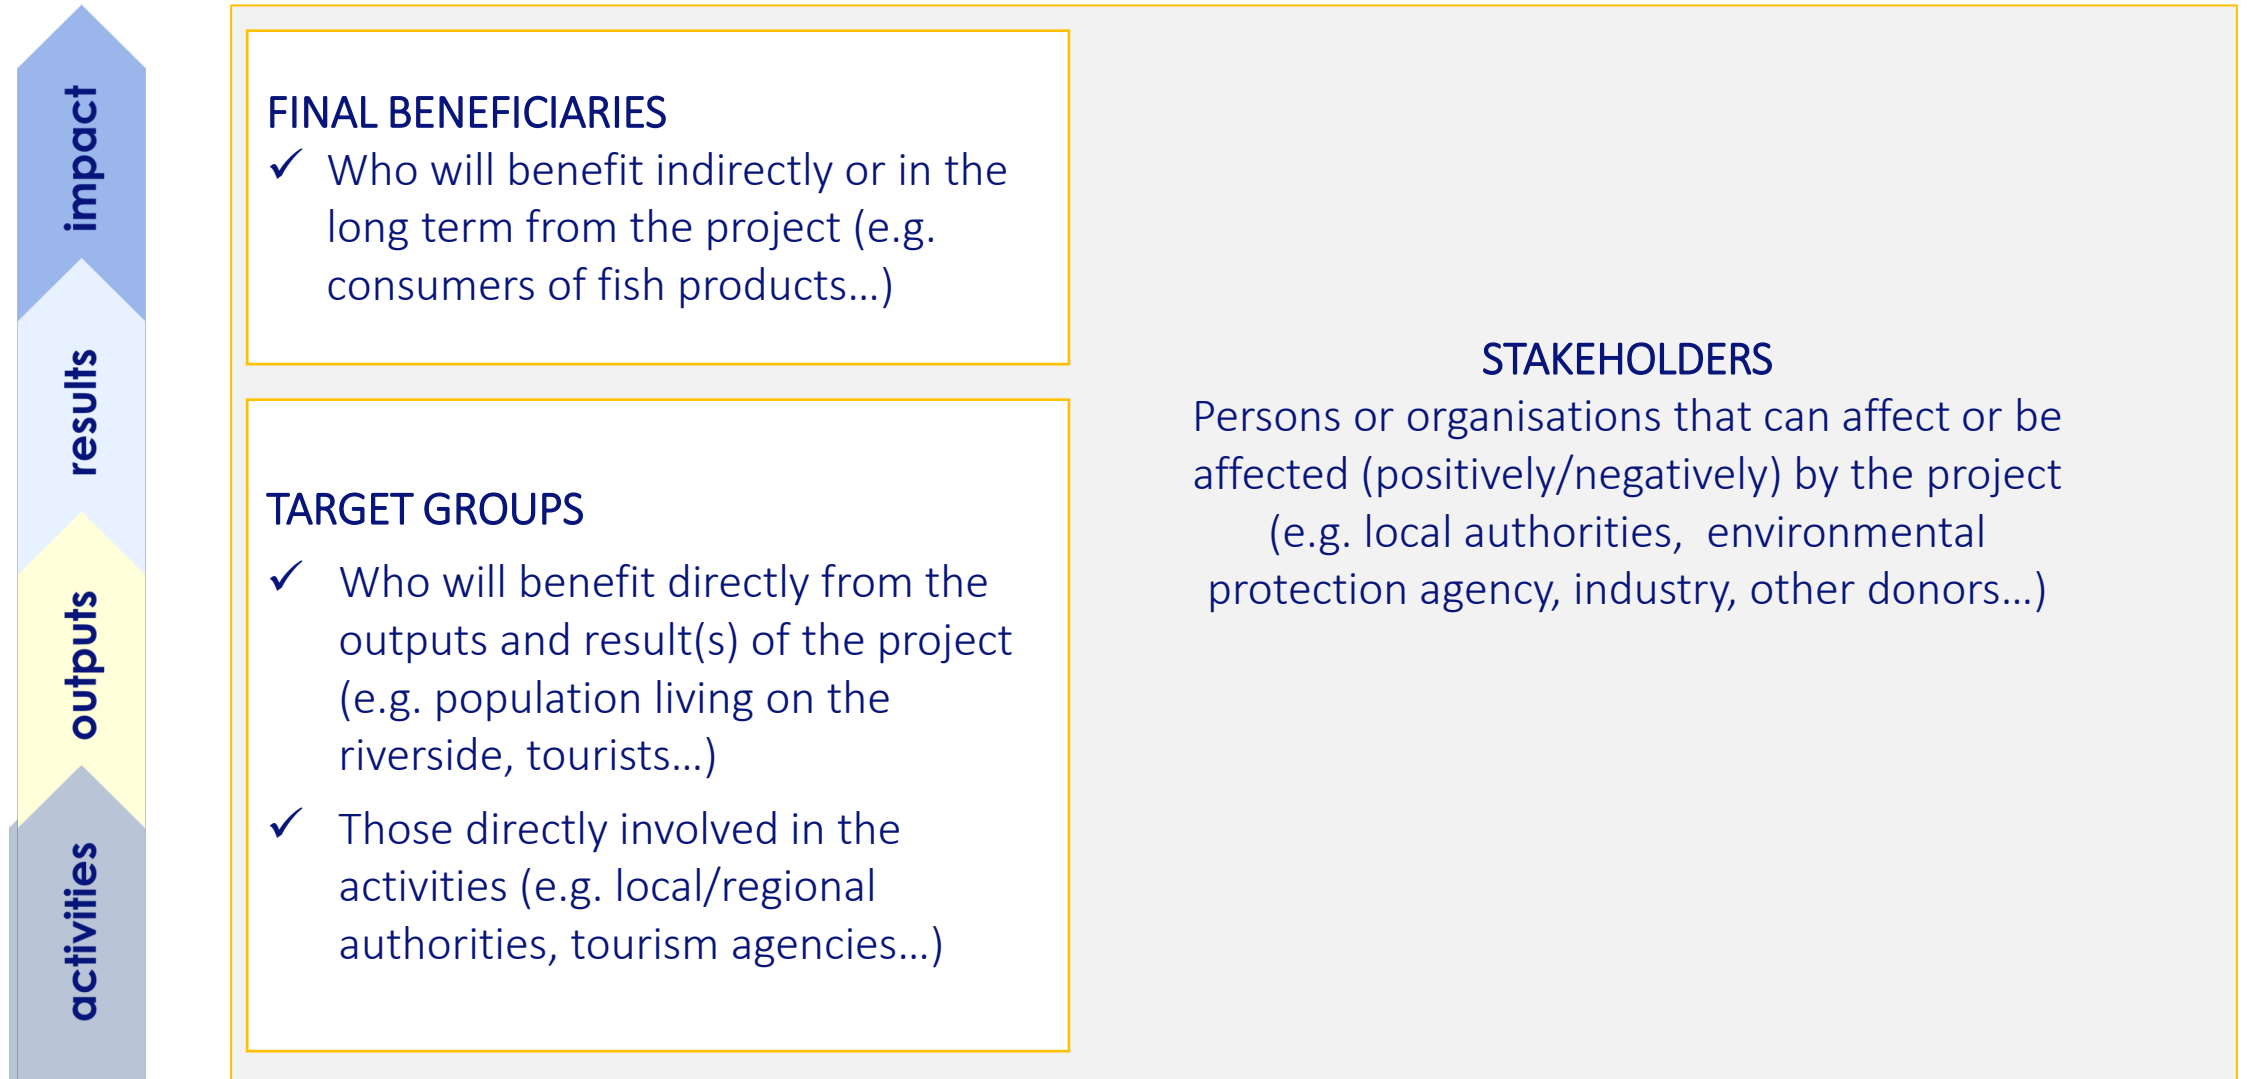 impact
results
outputs
activities
FINAL BENEFICIARIES
✓ Who will benefit indirectly or in the
long term from the project (e.g.
consumers of fish products…)
TARGET GROUPS
✓ Who will benefit directly from the
outputs and result(s) of the project
(e.g. population living on the
riverside, tourists…)
✓ Those directly involved in the
activities (e.g. local/regional
authorities, tourism agencies…)
STAKEHOLDERS
Persons or organisations that can affect or be
affected (positively/negatively) by the project
(e.g. local authorities,  environmental
protection agency, industry, other donors…)